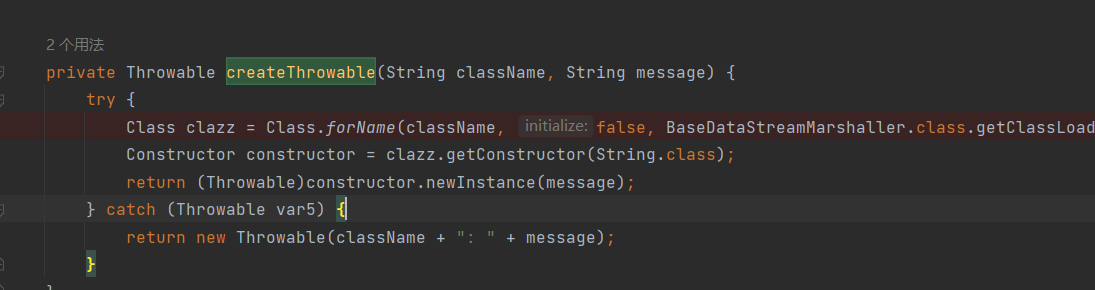 2 个用法
private Throwable createThrowable(String className, String message) {
try {
Class clazz = Class.forName(className, initialize: false, BaseDataStreamMarshaller.class.getClassLoad
Constructor constructor = clazz.getConstructor(String.class);
return (Throwable)constructor.newInstance(message);
} catch (Throwable var5) {
return new Throwable(className + ": " + message);
}